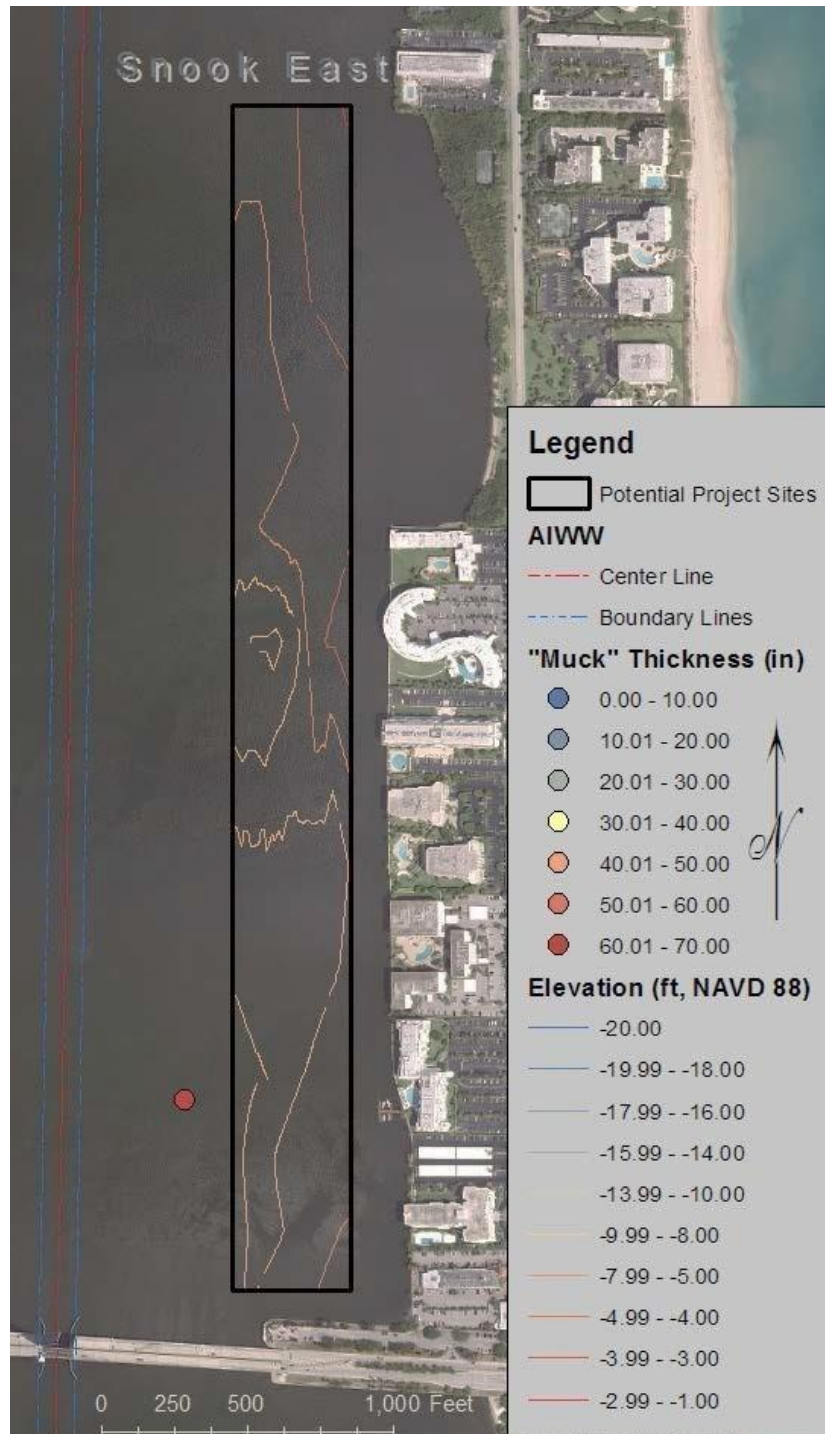 Snook East
Legend
Potential Project Sites
AIWW
Center Line
Boundary Lines
"Muck" Thickness (in)
0.00 - 10.00
10.01 - 20.00
20.01 - 30.00
30.01 - 40.00
40.01 - 50.00
50.01 - 60.00
60.01 - 70.00
N
Elevation (ft, NAVD 88)
-20.00
-19.99 - -18.00
-17.99 - -16.00
-15.99 - -14.00
-13.99 - -10.00
-9.99 - -8.00
-7.99 - -5.00
-4.99 - -4.00
-3.99 - -3.00
-2.99 - -1.00
0 250 500 1,000 Feet